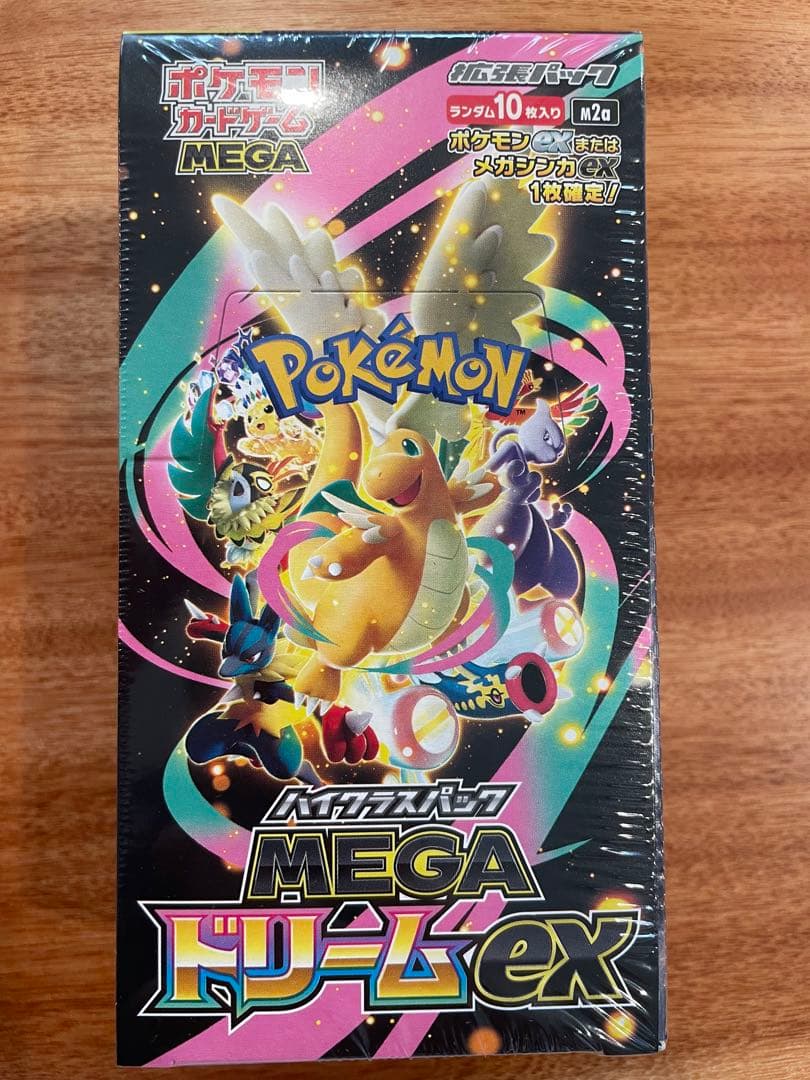 ポケモン
カードゲーム
MEGA
拡張パック
ランダム10枚入り
M2a
ポケモンexまたは
メガシンカex
1枚確定!
POKéMON
TM
ハイクラスパック
MEGA
ドリームex